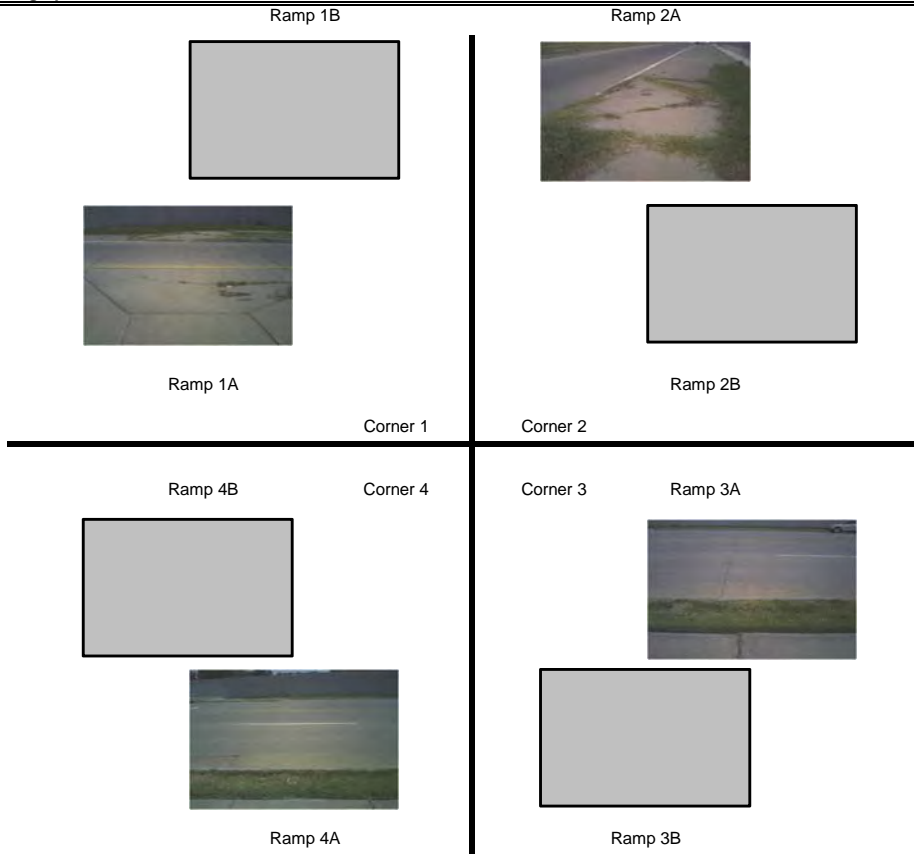 Ramp 1B Ramp 2A
Ramp 1A Ramp 2B
Corner 1 Corner 2
Ramp 4B Corner 4 Corner 3 Ramp 3A
Ramp 4A Ramp 3B